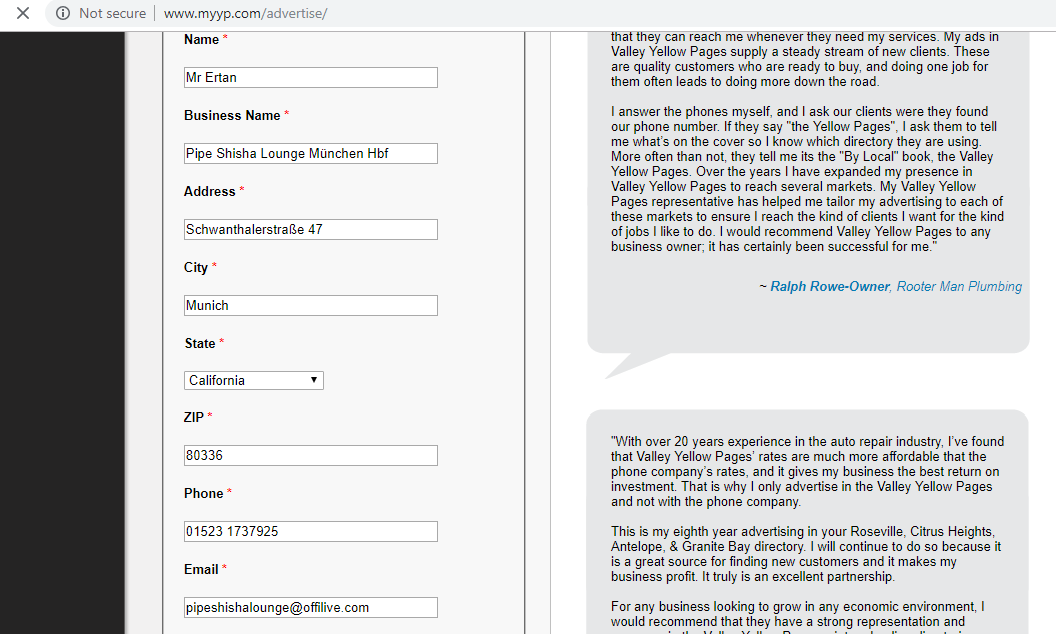 Not secure | www.myyp.com/advertise/
Name *
Mr Ertan
Business Name *
Pipe Shisha Lounge München Hbf
Address *
Schwanthalerstraße 47
City *
Munich
State *
California
ZIP *
80336
Phone *
01523 1737925
Email *
pipeshishalounge@offilive.com
that they can reach me whenever they need my services. My ads in
Valley Yellow Pages supply a steady stream of new clients. These
are quality customers who are ready to buy, and doing one job for
them often leads to doing more down the road.
I answer the phones myself, and I ask our clients were they found
our phone number. If they say "the Yellow Pages", I ask them to tell
me what's on the cover so I know which directory they are using.
More often than not, they tell me its the "By Local" book, the Valley
Yellow Pages. Over the years I have expanded my presence in
Valley Yellow Pages to reach several markets. My Valley Yellow
Pages representative has helped me tailor my advertising to each of
these markets to ensure I reach the kind of clients I want for the kind
of jobs I like to do. I would recommend Valley Yellow Pages to any
business owner; it has certainly been successful for me."
~ Ralph Rowe-Owner, Rooter Man Plumbing
"With over 20 years experience in the auto repair industry, I've found
that Valley Yellow Pages' rates are much more affordable that the
phone company's rates, and it gives my business the best return on
investment. That is why I only advertise in the Valley Yellow Pages
and not with the phone company.
This is my eighth year advertising in your Roseville, Citrus Heights,
Antelope, & Granite Bay directory. I will continue to do so because it
is a great source for finding new customers and it makes my
business profit. It truly is an excellent partnership.
For any business looking to grow in any economic environment, I
would recommend that they have a strong representation and